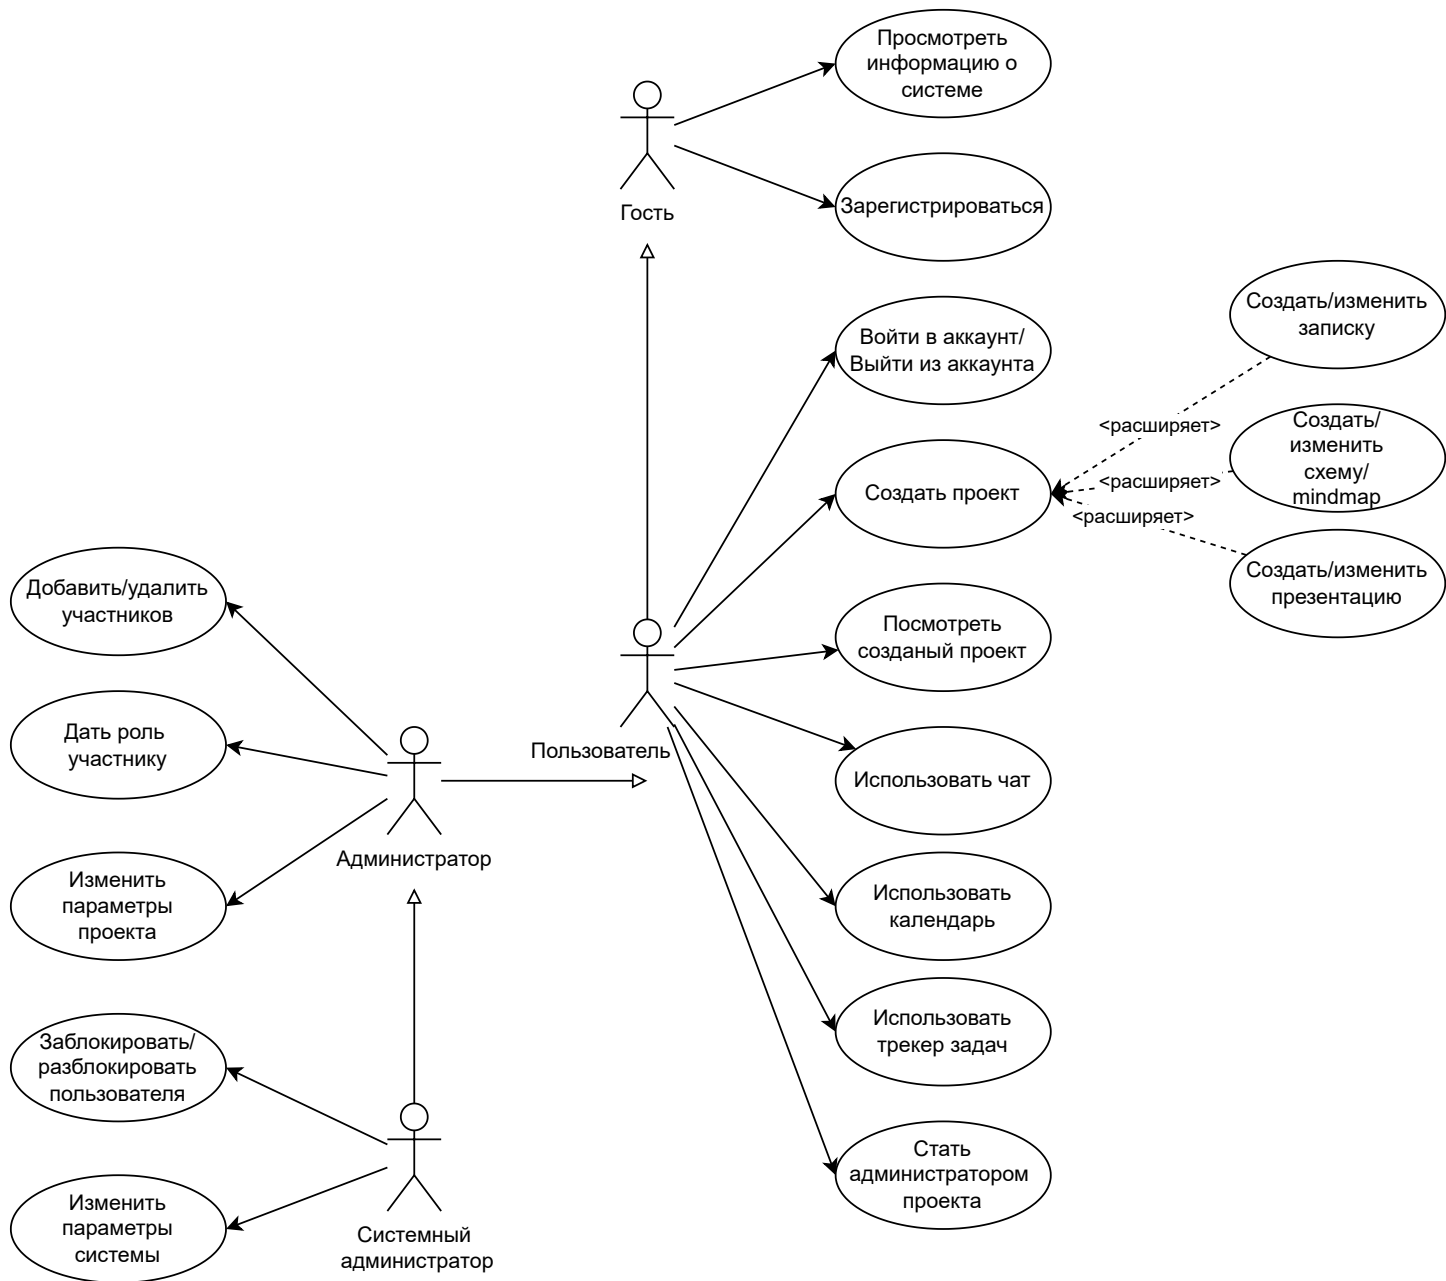 Просмотреть
информацию о
системе
Гость
Зарегистрироваться
Войти в аккаунт/
Выйти из аккаунта
Создать/изменить
записку
<расширяет>
Создать/
изменить
схему/
mindmap
<расширяет>
Создать проект
<расширяет>
Создать/изменить
презентацию
Добавить/удалить
участников
Посмотреть
созданый проект
Дать роль
участнику
Пользователь
Использовать чат
Администратор
Изменить
параметры
проекта
Использовать
календарь
Заблокировать/
разблокировать
пользователя
Использовать
трекер задач
Стать
администратором
проекта
Изменить
параметры
системы
Системный
администратор